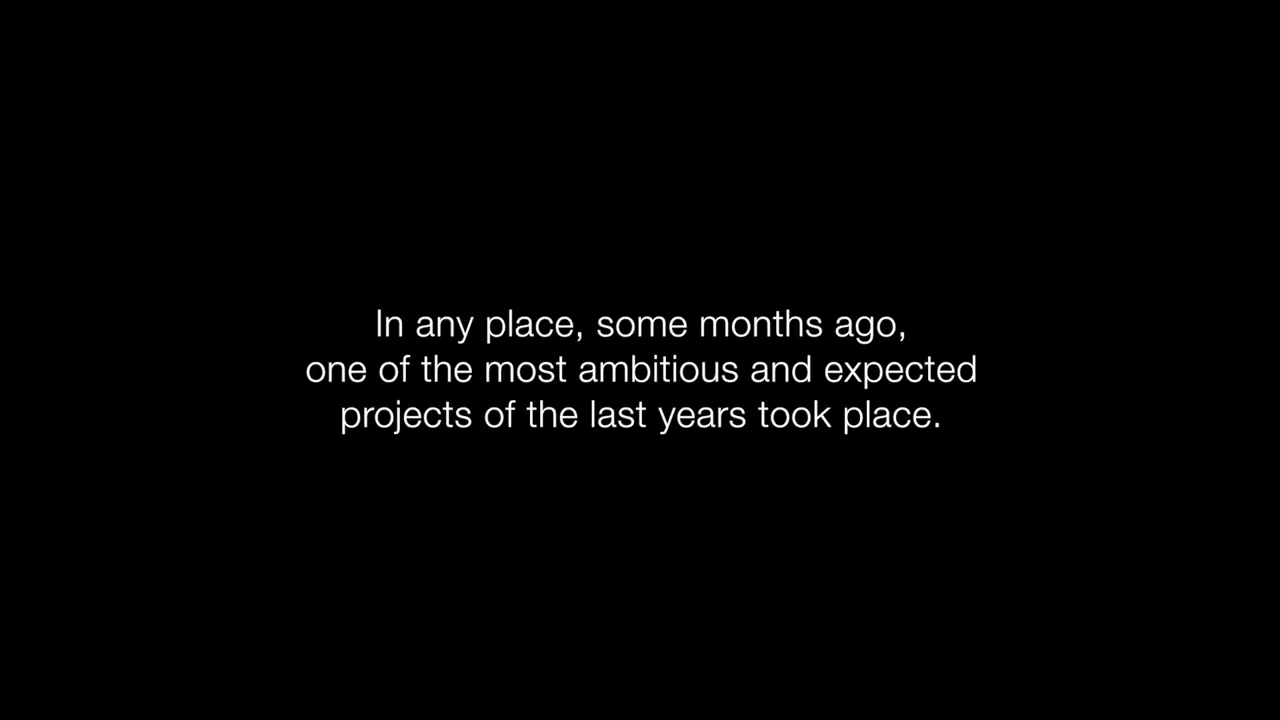 In any place, some months ago,
one of the most ambitious and expected
projects of the last years took place.